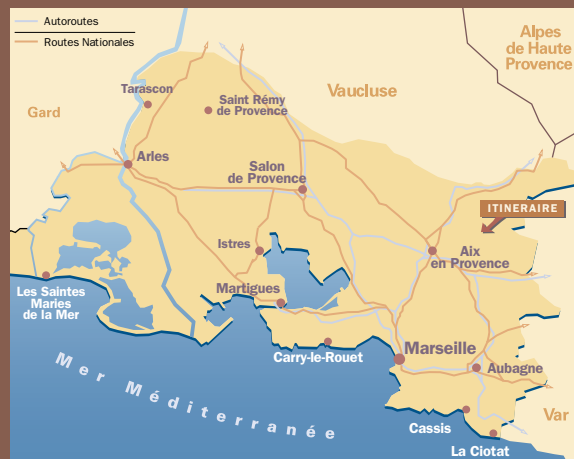 Autoroutes
Routes Nationales
Alpes
de Haute
Provence
Tarascon
Saint Rémy
de Provence
Vaucluse
Gard
Arles
Salon
de Provence
ITINERAIRE
Istres
Aix
en Provence
Les Saintes
Maries
de la Mer
Martigues
Carry-le-Rouet
Marseille
Aubagne
Mer Méditerranée
Cassis
Var
La Ciotat